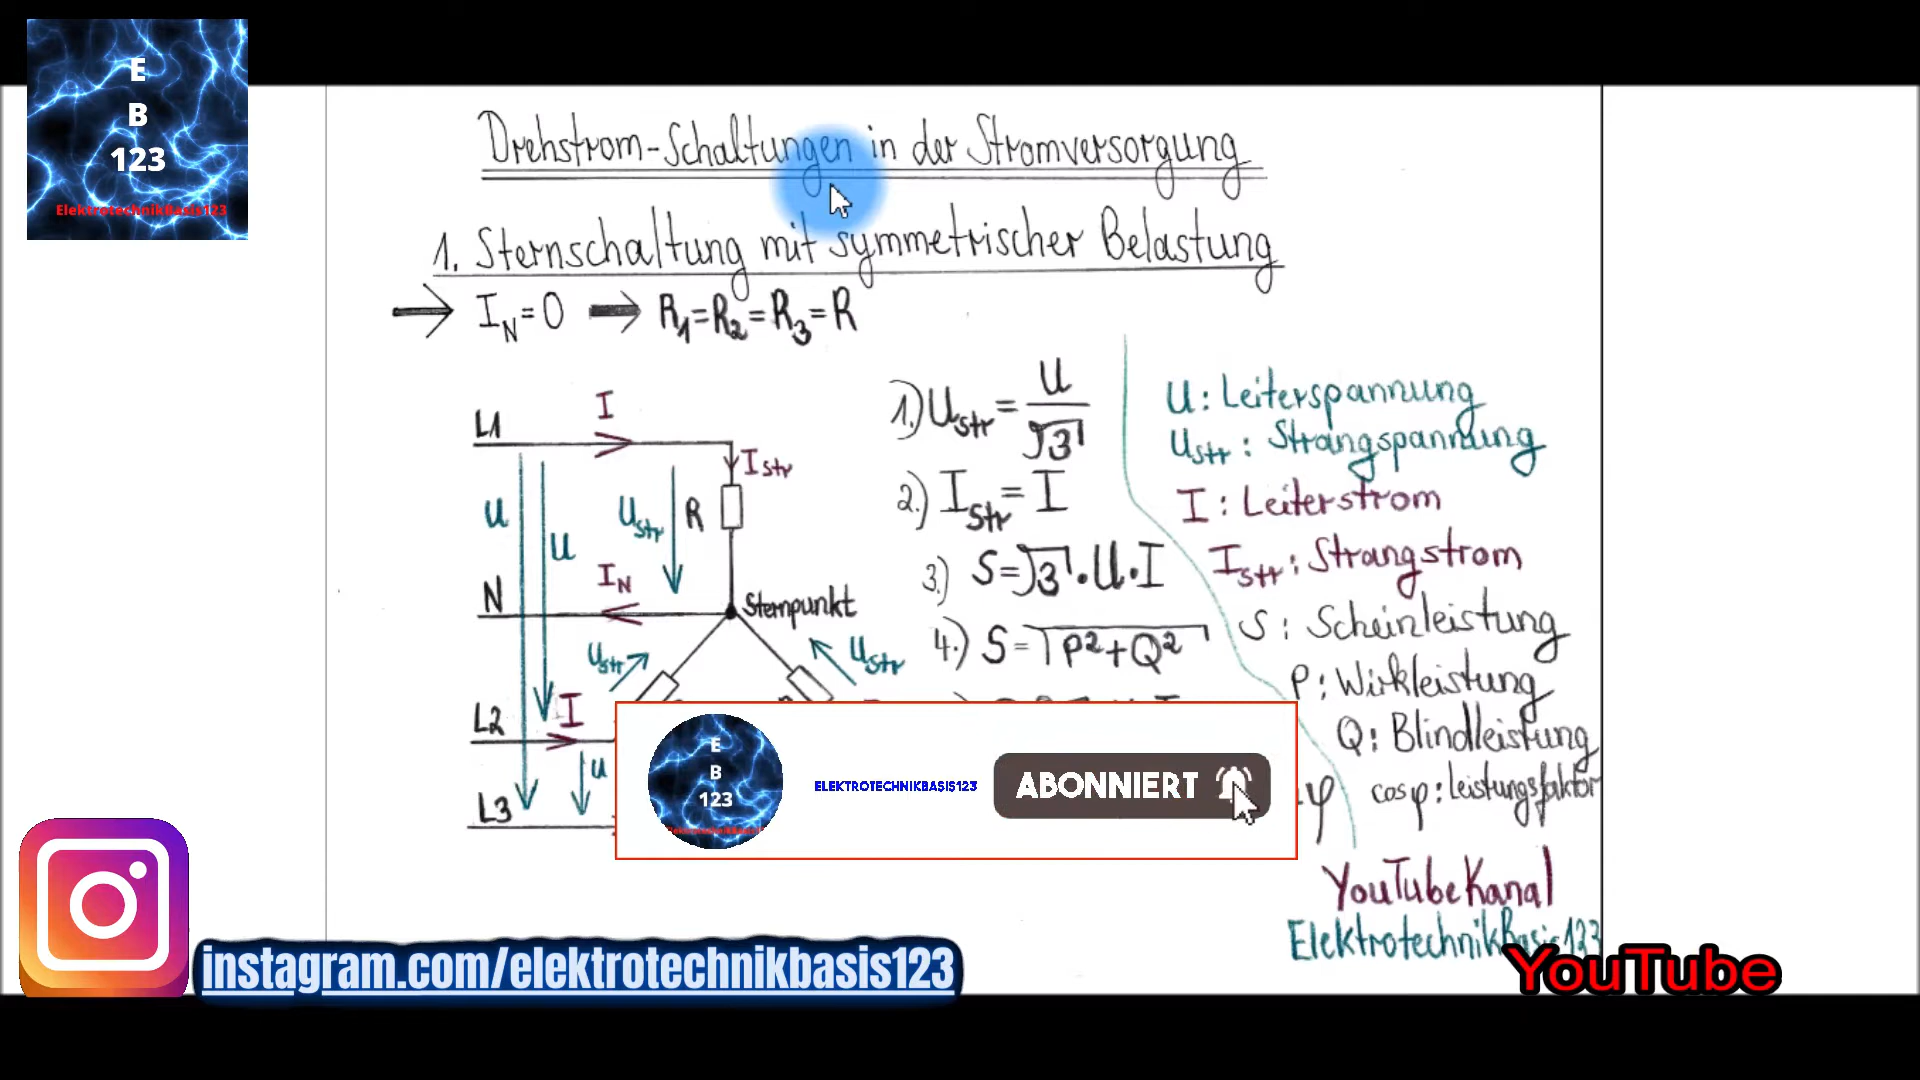 E
B
123
ElektrotechnikBasis123
Drehstrom-Schaltungen in der Stromversorgung
1. Sternschaltung mit symmetrischer Belastung
⇒ I_N = 0 ⇒ R_1 = R_2 = R_3 = R
L1
I
I_Str
U
U
U_Str
R
N
I_N
Sternpunkt
U_Str
U_Str
L2
I
U
L3
1.) U_Str = U/√3
2.) I_Str = I
3.) S = √3 · U · I
4.) S = √P² + Q²
φ
U: Leiterspannung
U_Str: Strangspannung
I: Leiterstrom
I_Str: Strangstrom
S: Scheinleistung
P: Wirkleistung
Q: Blindleistung
cos φ: Leistungsfaktor
YouTube Kanal
ElektrotechnikBasis123
E
B
123
ELEKTROTECHNIKBASIS123
ABONNIERT
instagram.com/elektrotechnikbasis123
YouTube